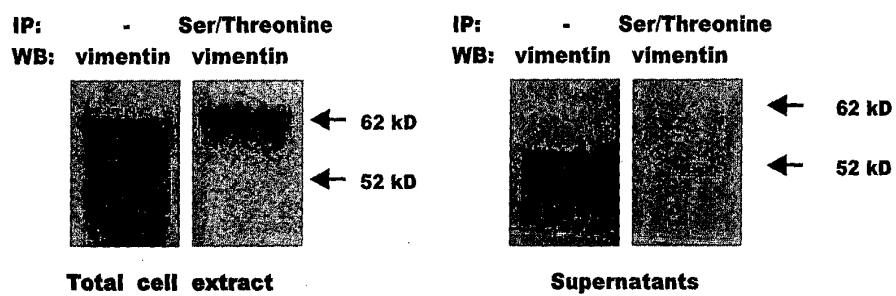 IP: - Ser/Threonine
WB: vimentin vimentin
62 kD
52 kD
Total cell extract
IP: - Ser/Threonine
WB: vimentin vimentin
62 kD
52 kD
Supernatants